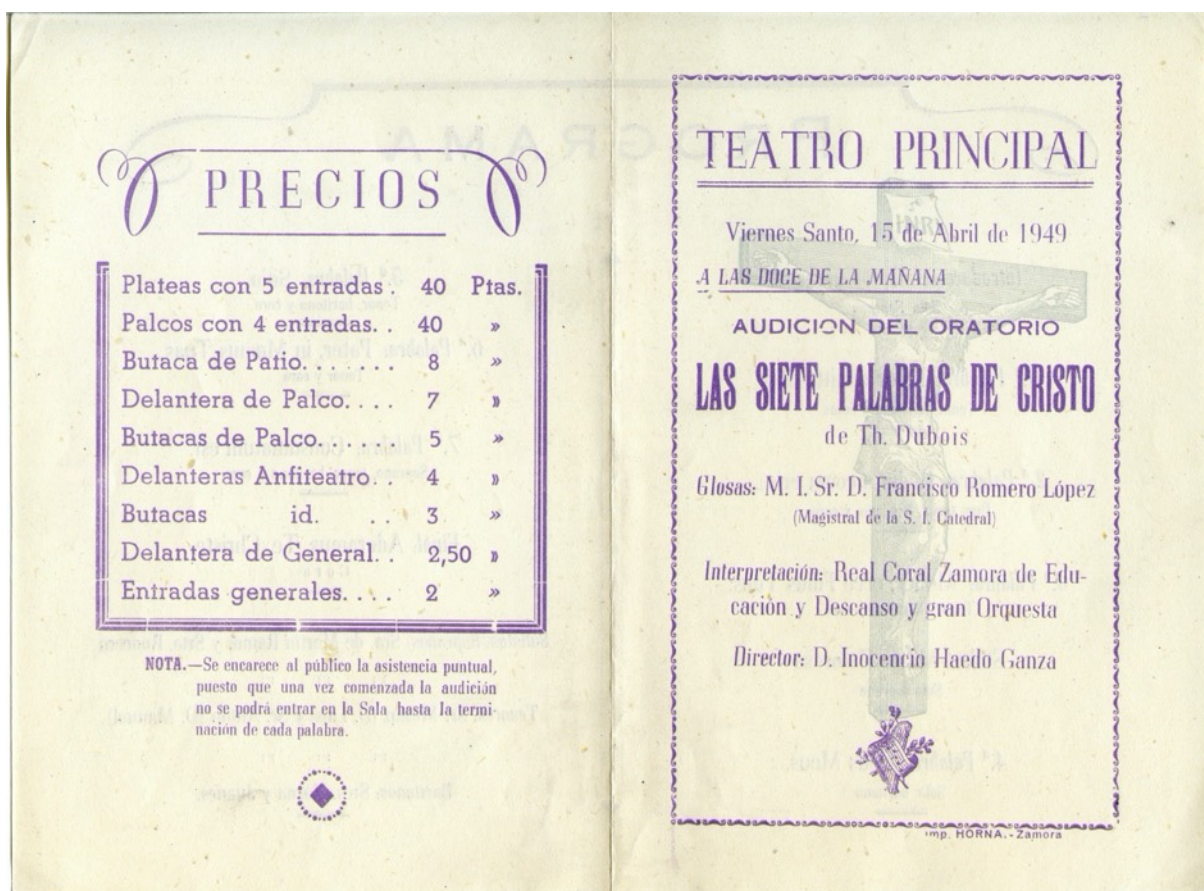 PRECIOS
Plateas con 5 entradas . 40 Ptas.
Palcos con 4 entradas. . 40 »
Butaca de Patio. . . . . . . 8 »
Delantera de Palco. . . . 7 »
Butacas de Palco. . . . . . 5 »
Delanteras Anfiteatro. . 4 »
Butacas id. . . 3 »
Delantera de General. . 2,50 »
Entradas generales. . . . 2 »
NOTA.—Se encarece al público la asistencia puntual,
puesto que una vez comenzada la audición
no se podrá entrar en la Sala hasta la termi-
nación de cada palabra.
TEATRO PRINCIPAL
Viernes Santo, 15 de Abril de 1949
A LAS DOCE DE LA MAÑANA
AUDICION DEL ORATORIO
LAS SIETE PALABRAS DE CRISTO
de Th. Dubois
Glosas: M. I. Sr. D. Francisco Romero López
(Magistral de la S. I. Catedral)
Interpretación: Real Coral Zamora de Edu-
cación y Descanso y gran Orquesta
Director: D. Inocencio Haedo Ganza
Imp. HORNA.-Zamora